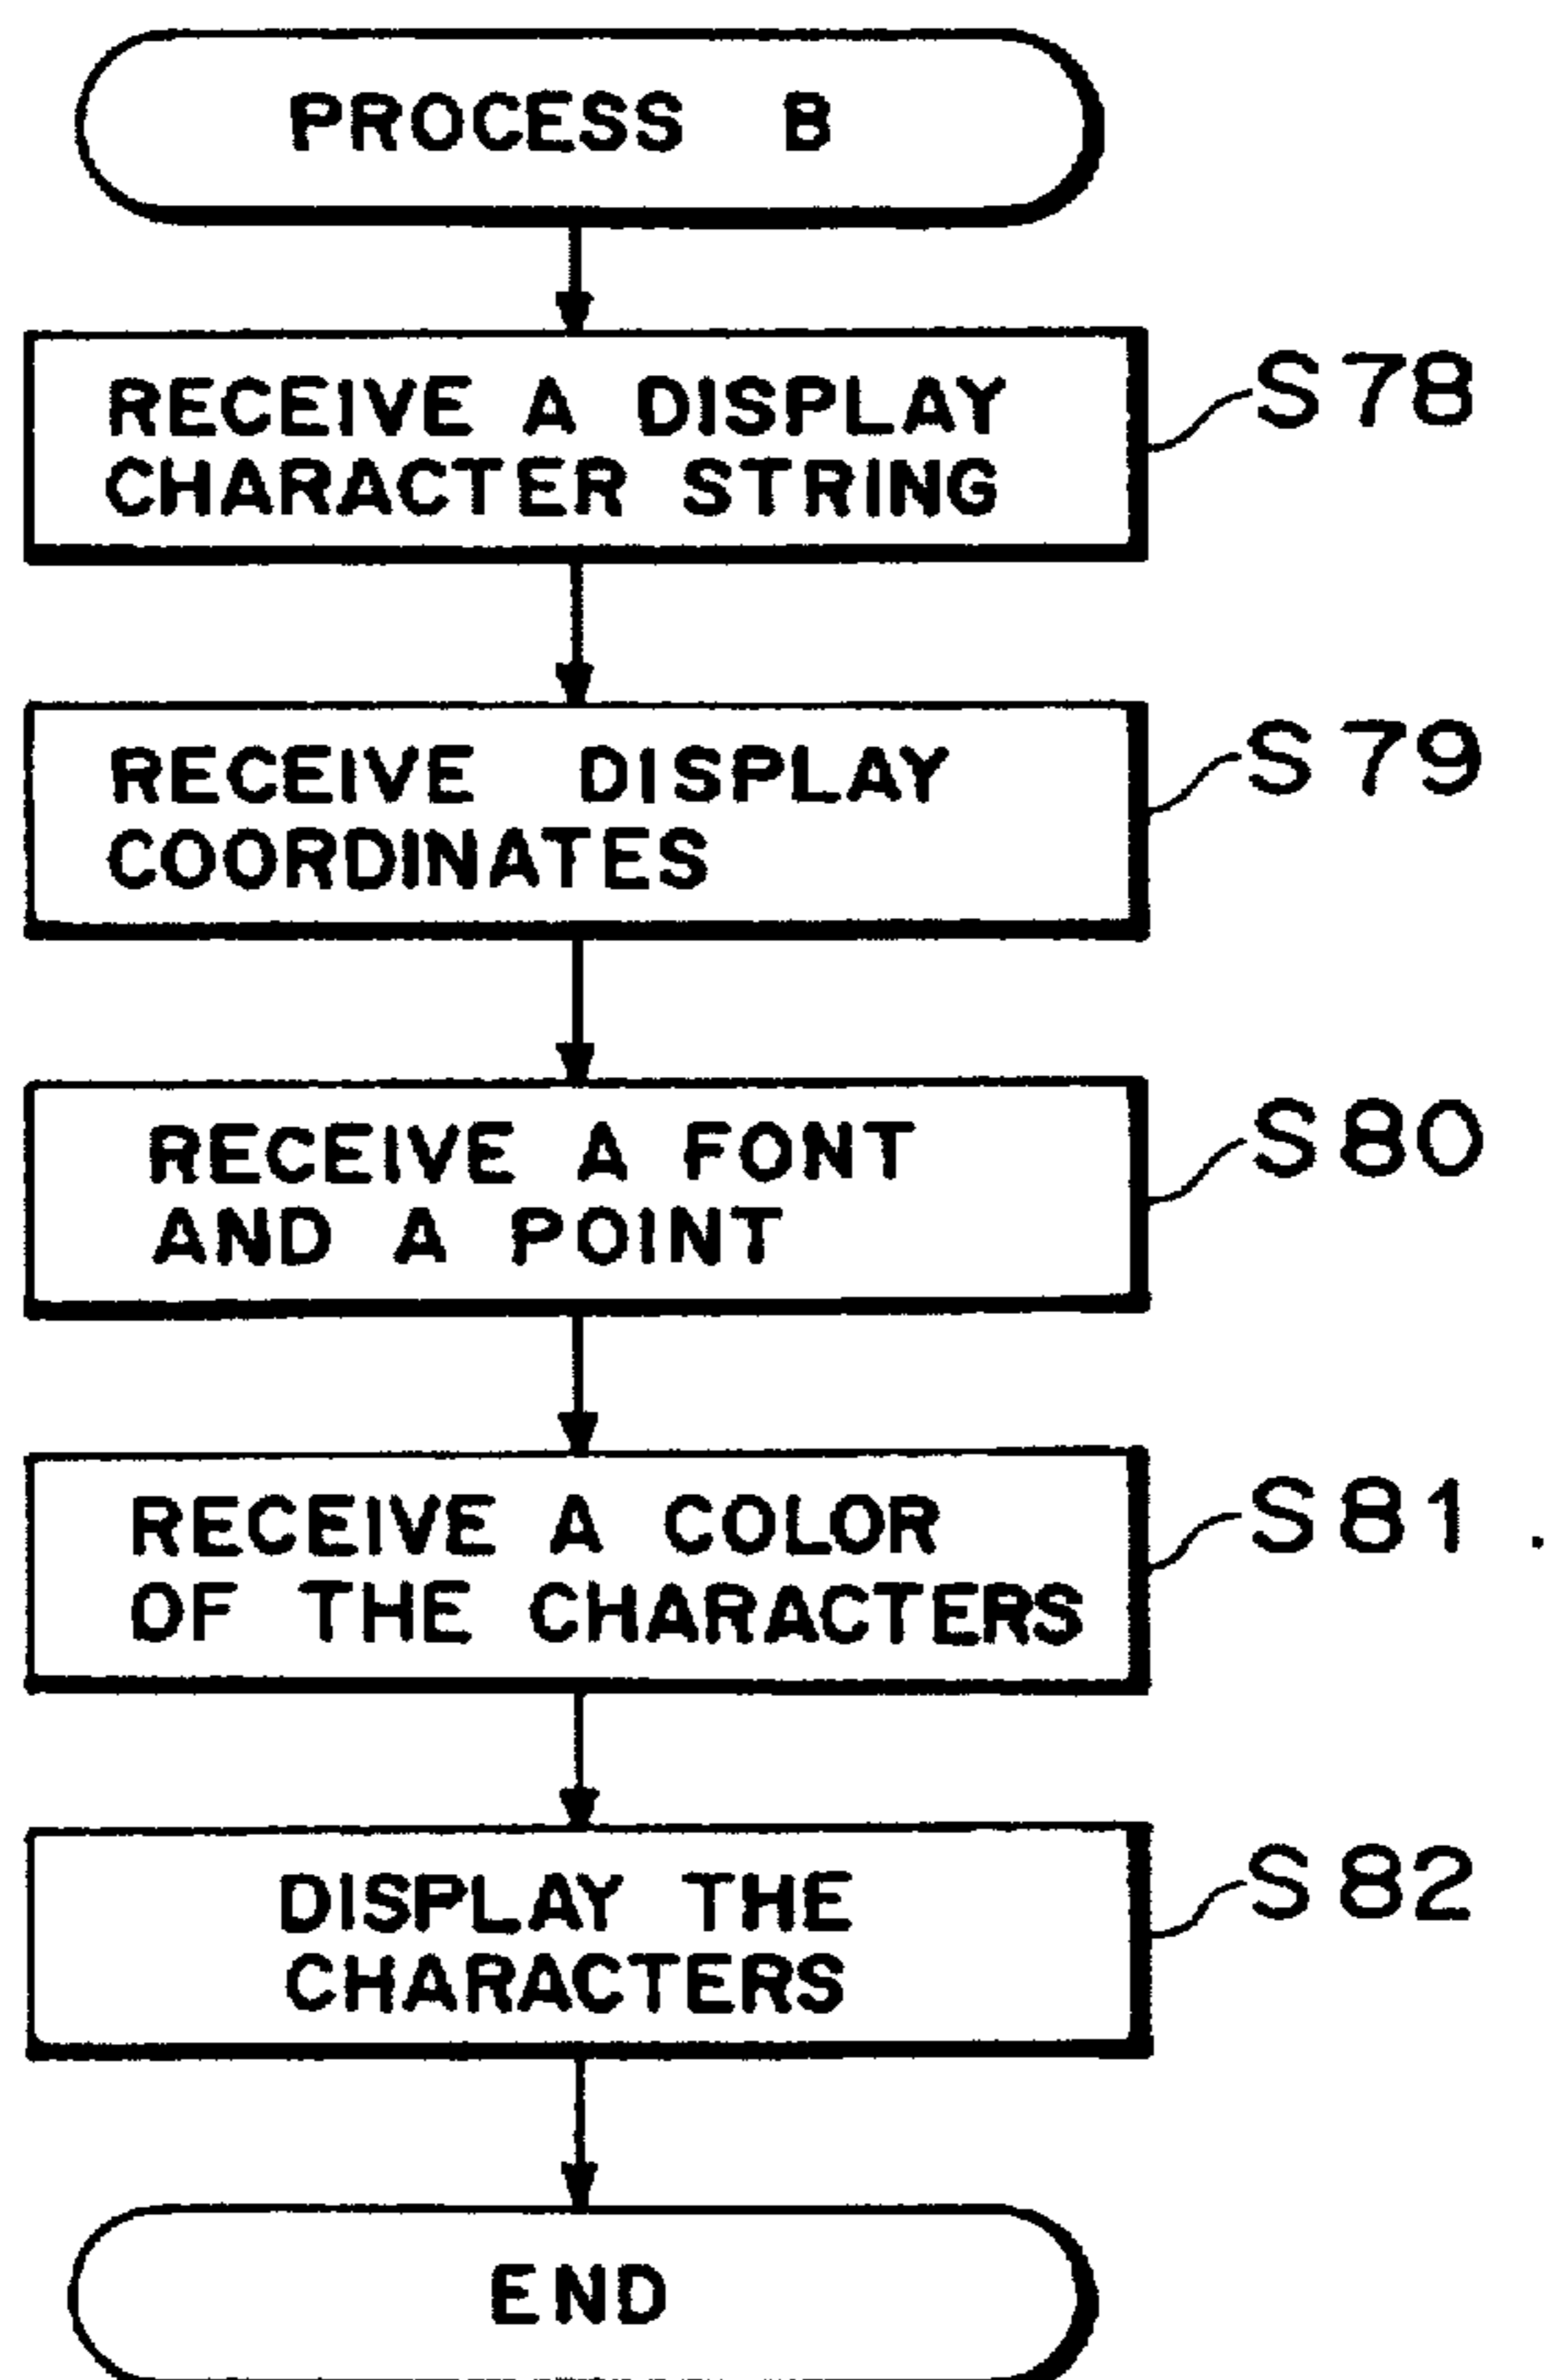 PROCESS B
RECEIVE A DISPLAY
CHARACTER STRING
S78
RECEIVE DISPLAY
COORDINATES
S79
RECEIVE A FONT
AND A POINT
S80
RECEIVE A COLOR
OF THE CHARACTERS
S81.
DISPLAY THE
CHARACTERS
S82
END